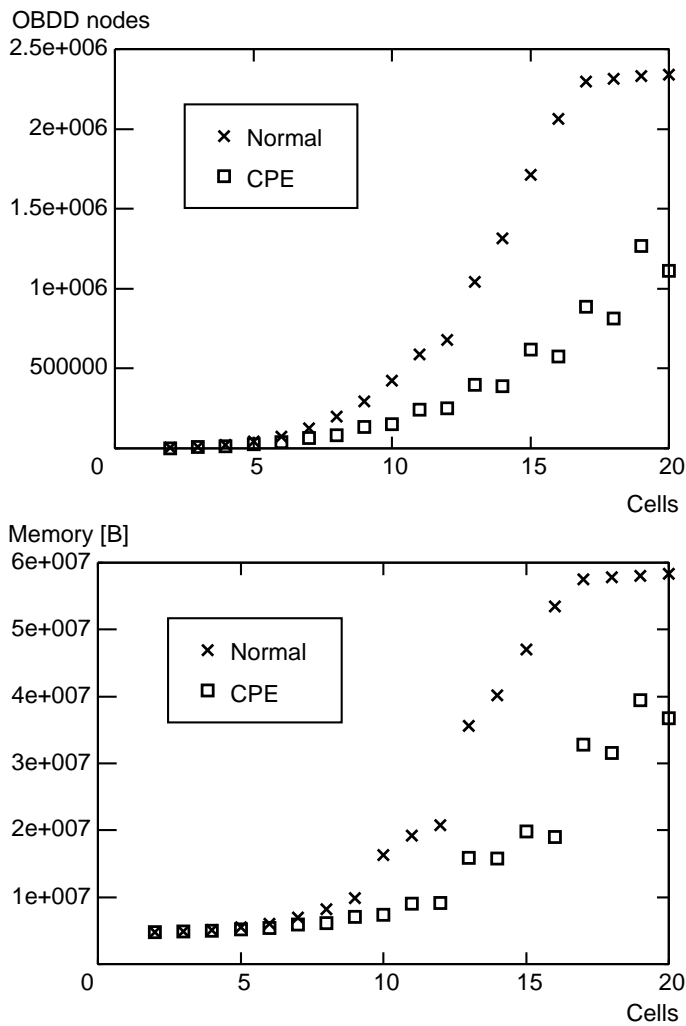 OBDD nodes
2.5e+006
2e+006
1.5e+006
1e+006
500000
Normal
CPE
0 5 10 15 20
Cells
Memory [B]
6e+007
5e+007
4e+007
3e+007
2e+007
1e+007
Normal
CPE
0 5 10 15 20
Cells